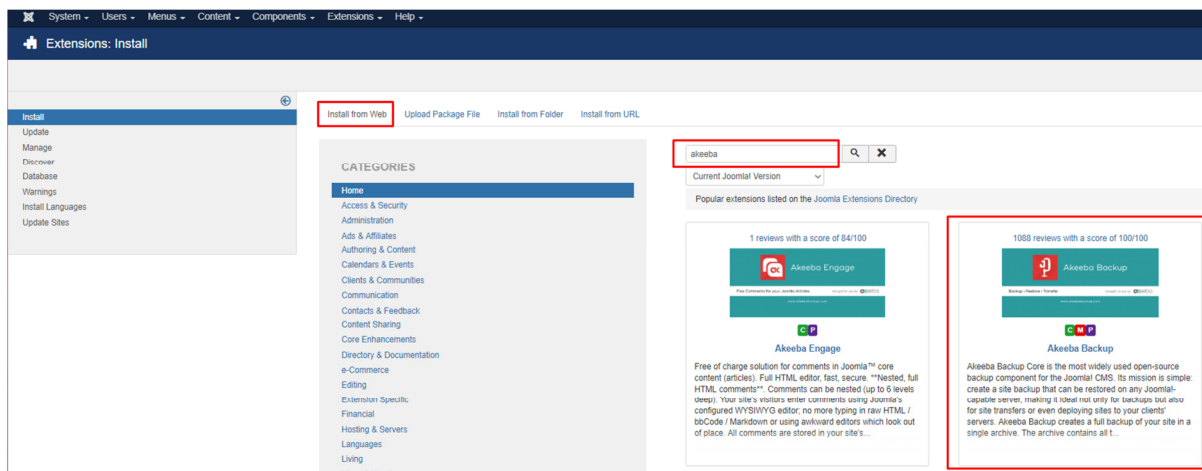 System Users Menus Content Components Extensions Help
Extensions: Install
Install
Update
Manage
Discover
Database
Warnings
Install Languages
Update Sites
Install from Web Upload Package File Install from Folder Install from URL
CATEGORIES
Home
Access & Security
Administration
Ads & Affiliates
Authoring & Content
Calendars & Events
Clients & Communities
Communication
Contacts & Feedback
Content Sharing
Core Enhancements
Directory & Documentation
e-Commerce
Editing
Extension Specific
Financial
Hosting & Servers
Languages
Living
akeeba
Current Joomla! Version
Popular extensions listed on the Joomla Extensions Directory
1 reviews with a score of 84/100
Akeeba Engage
Free Comments for your Joomla Articles
C P
Akeeba Engage
Free of charge solution for comments in Joomla™ core
content (articles). Full HTML editor, fast, secure. **Nested, full
HTML comments**. Comments can be nested (up to 6 levels
deep). Your site's visitors enter comments using Joomla's
configured WYSIWYG editor; no more typing in raw HTML /
bbCode / Markdown or using awkward editors which look out
of place. All comments are stored in your site's...
1088 reviews with a score of 100/100
Akeeba Backup
Backup • Restore • Transfer
C M P
Akeeba Backup
Akeeba Backup Core is the most widely used open-source
backup component for the Joomla! CMS. Its mission is simple:
create a site backup that can be restored on any Joomla!-
capable server, making it ideal not only for backups but also
for site transfers or even deploying sites to your clients'
servers. Akeeba Backup creates a full backup of your site in a
single archive. The archive contains all t...